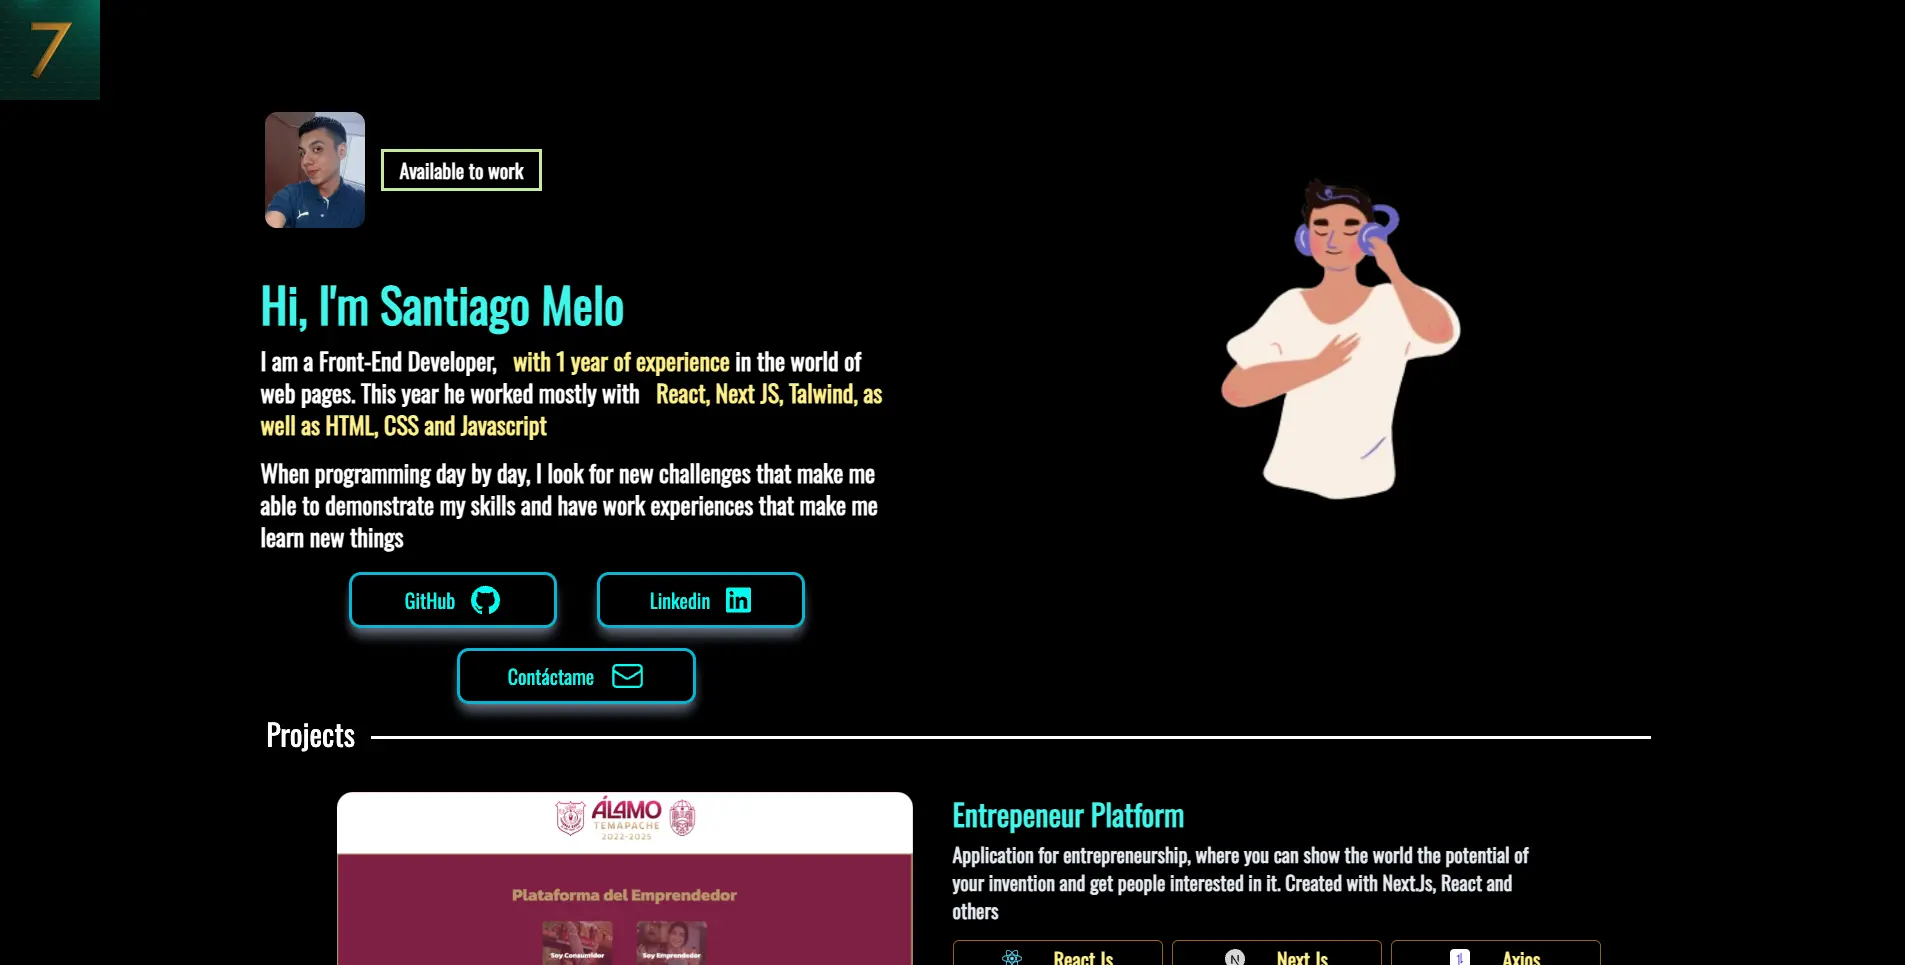 7
Available to work
Hi, I'm Santiago Melo
I am a Front-End Developer, with 1 year of experience in the world of
web pages. This year he worked mostly with React, Next JS, Talwind, as
well as HTML, CSS and Javascript
When programming day by day, I look for new challenges that make me
able to demonstrate my skills and have work experiences that make me
learn new things
GitHub
Linkedin
Contáctame
Projects
ÁLAMO
TEMAPACHE
2022-2025
Plataforma del Emprendedor
Soy Consumidor
Soy Emprendedor
Entrepeneur Platform
Application for entrepreneurship, where you can show the world the potential of
your invention and get people interested in it. Created with Next.Js, React and
others
React Js
N
Next Js
Axios